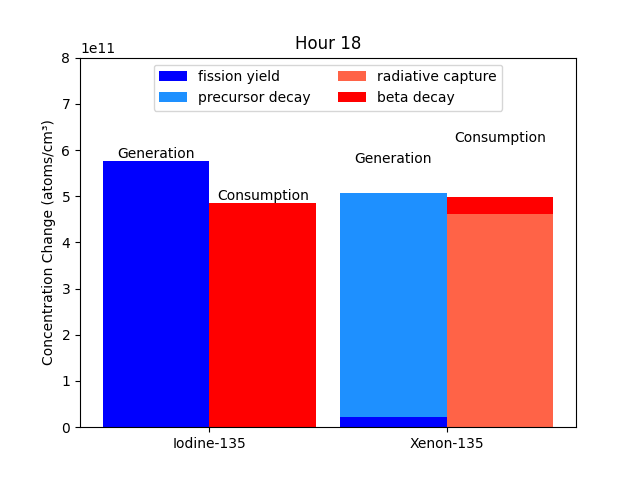 Hour 18
1e11
fission yield
precursor decay
radiative capture
beta decay
Generation
Consumption
Generation
Consumption
Concentration Change (atoms/cm³)
8
7
6
5
4
3
2
1
0
Iodine-135
Xenon-135